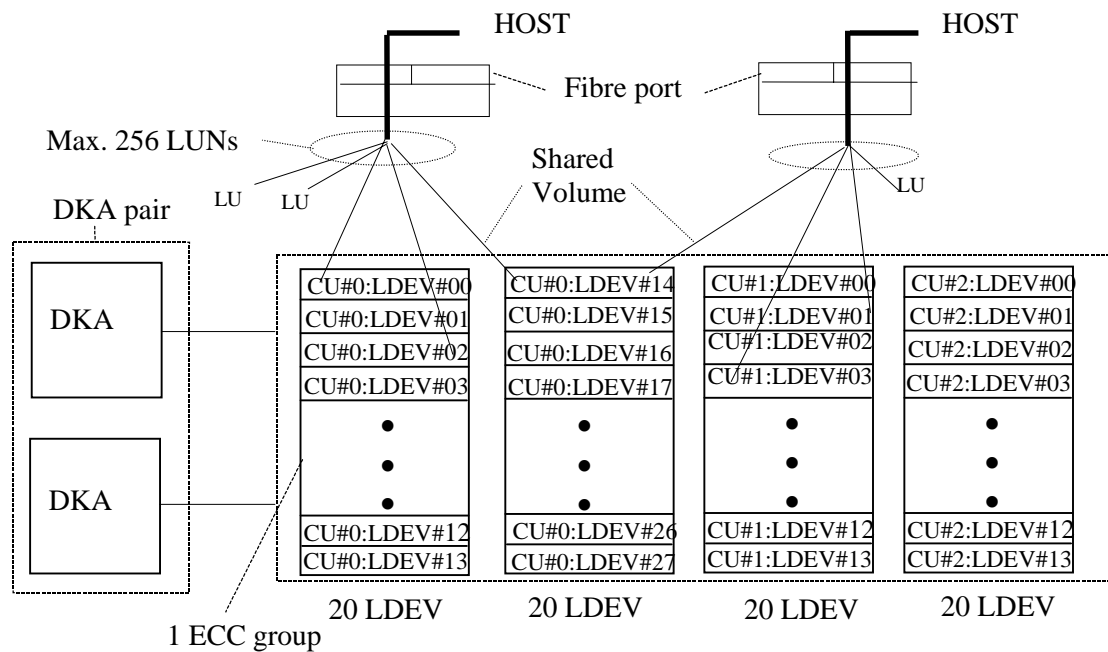 HOST
HOST
Fibre port
Max. 256 LUNs
Shared
Volume
LU
LU
LU
DKA pair
DKA
DKA
CU#0:LDEV#00
CU#0:LDEV#01
CU#0:LDEV#02
CU#0:LDEV#03
CU#0:LDEV#12
CU#0:LDEV#13
CU#0:LDEV#14
CU#0:LDEV#15
CU#0:LDEV#16
CU#0:LDEV#17
CU#0:LDEV#26
CU#0:LDEV#27
CU#1:LDEV#00
CU#1:LDEV#01
CU#1:LDEV#02
CU#1:LDEV#03
CU#1:LDEV#12
CU#1:LDEV#13
CU#2:LDEV#00
CU#2:LDEV#01
CU#2:LDEV#02
CU#2:LDEV#03
CU#2:LDEV#12
CU#2:LDEV#13
20 LDEV
20 LDEV
20 LDEV
20 LDEV
1 ECC group